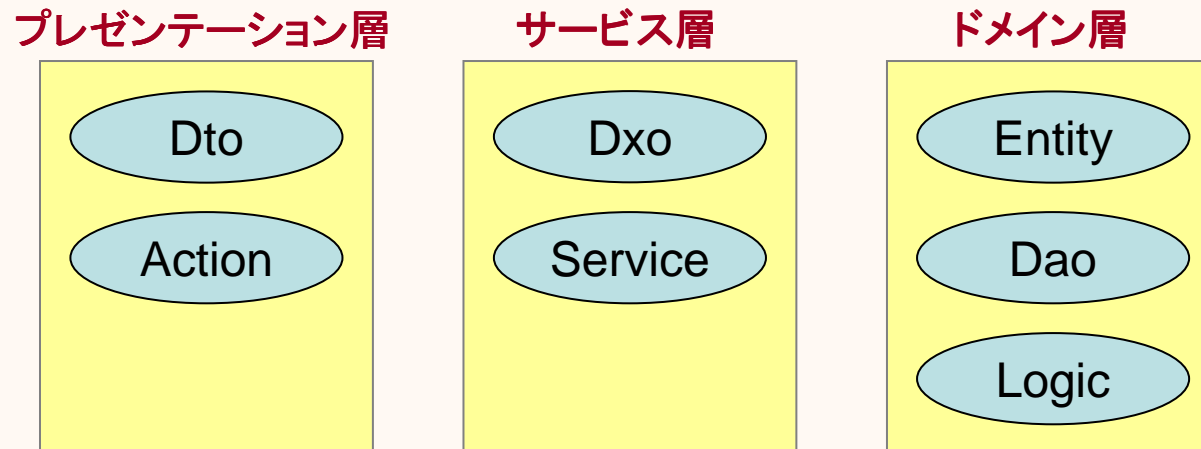 プレゼンテーション層
Dto
Action
サービス層
Dxo
Service
ドメイン層
Entity
Dao
Logic